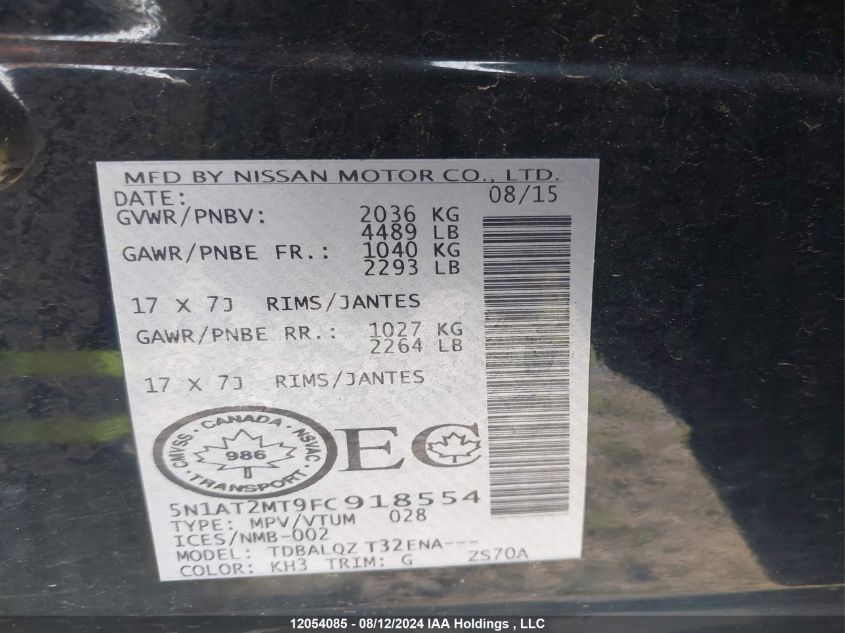 MFD BY NISSAN MOTOR CO., LTD.
DATE: 08/15
GVWR/PNBV: 2036 KG
4489 LB
GAWR/PNBE FR.: 1040 KG
2293 LB
17 X 7J RIMS/JANTES
GAWR/PNBE RR.: 1027 KG
2264 LB
17 X 7J RIMS/JANTES
CANADA
CMVSS 986 NSVAC
TRANSPORT
EC
5N1AT2MT9FC918554
TYPE: MPV/VTUM 028
ICES/NMB-002
MODEL: TDBALQZ T32ENA---
COLOR: KH3 TRIM: G ZS70A
12054085 - 08/12/2024 IAA Holdings , LLC